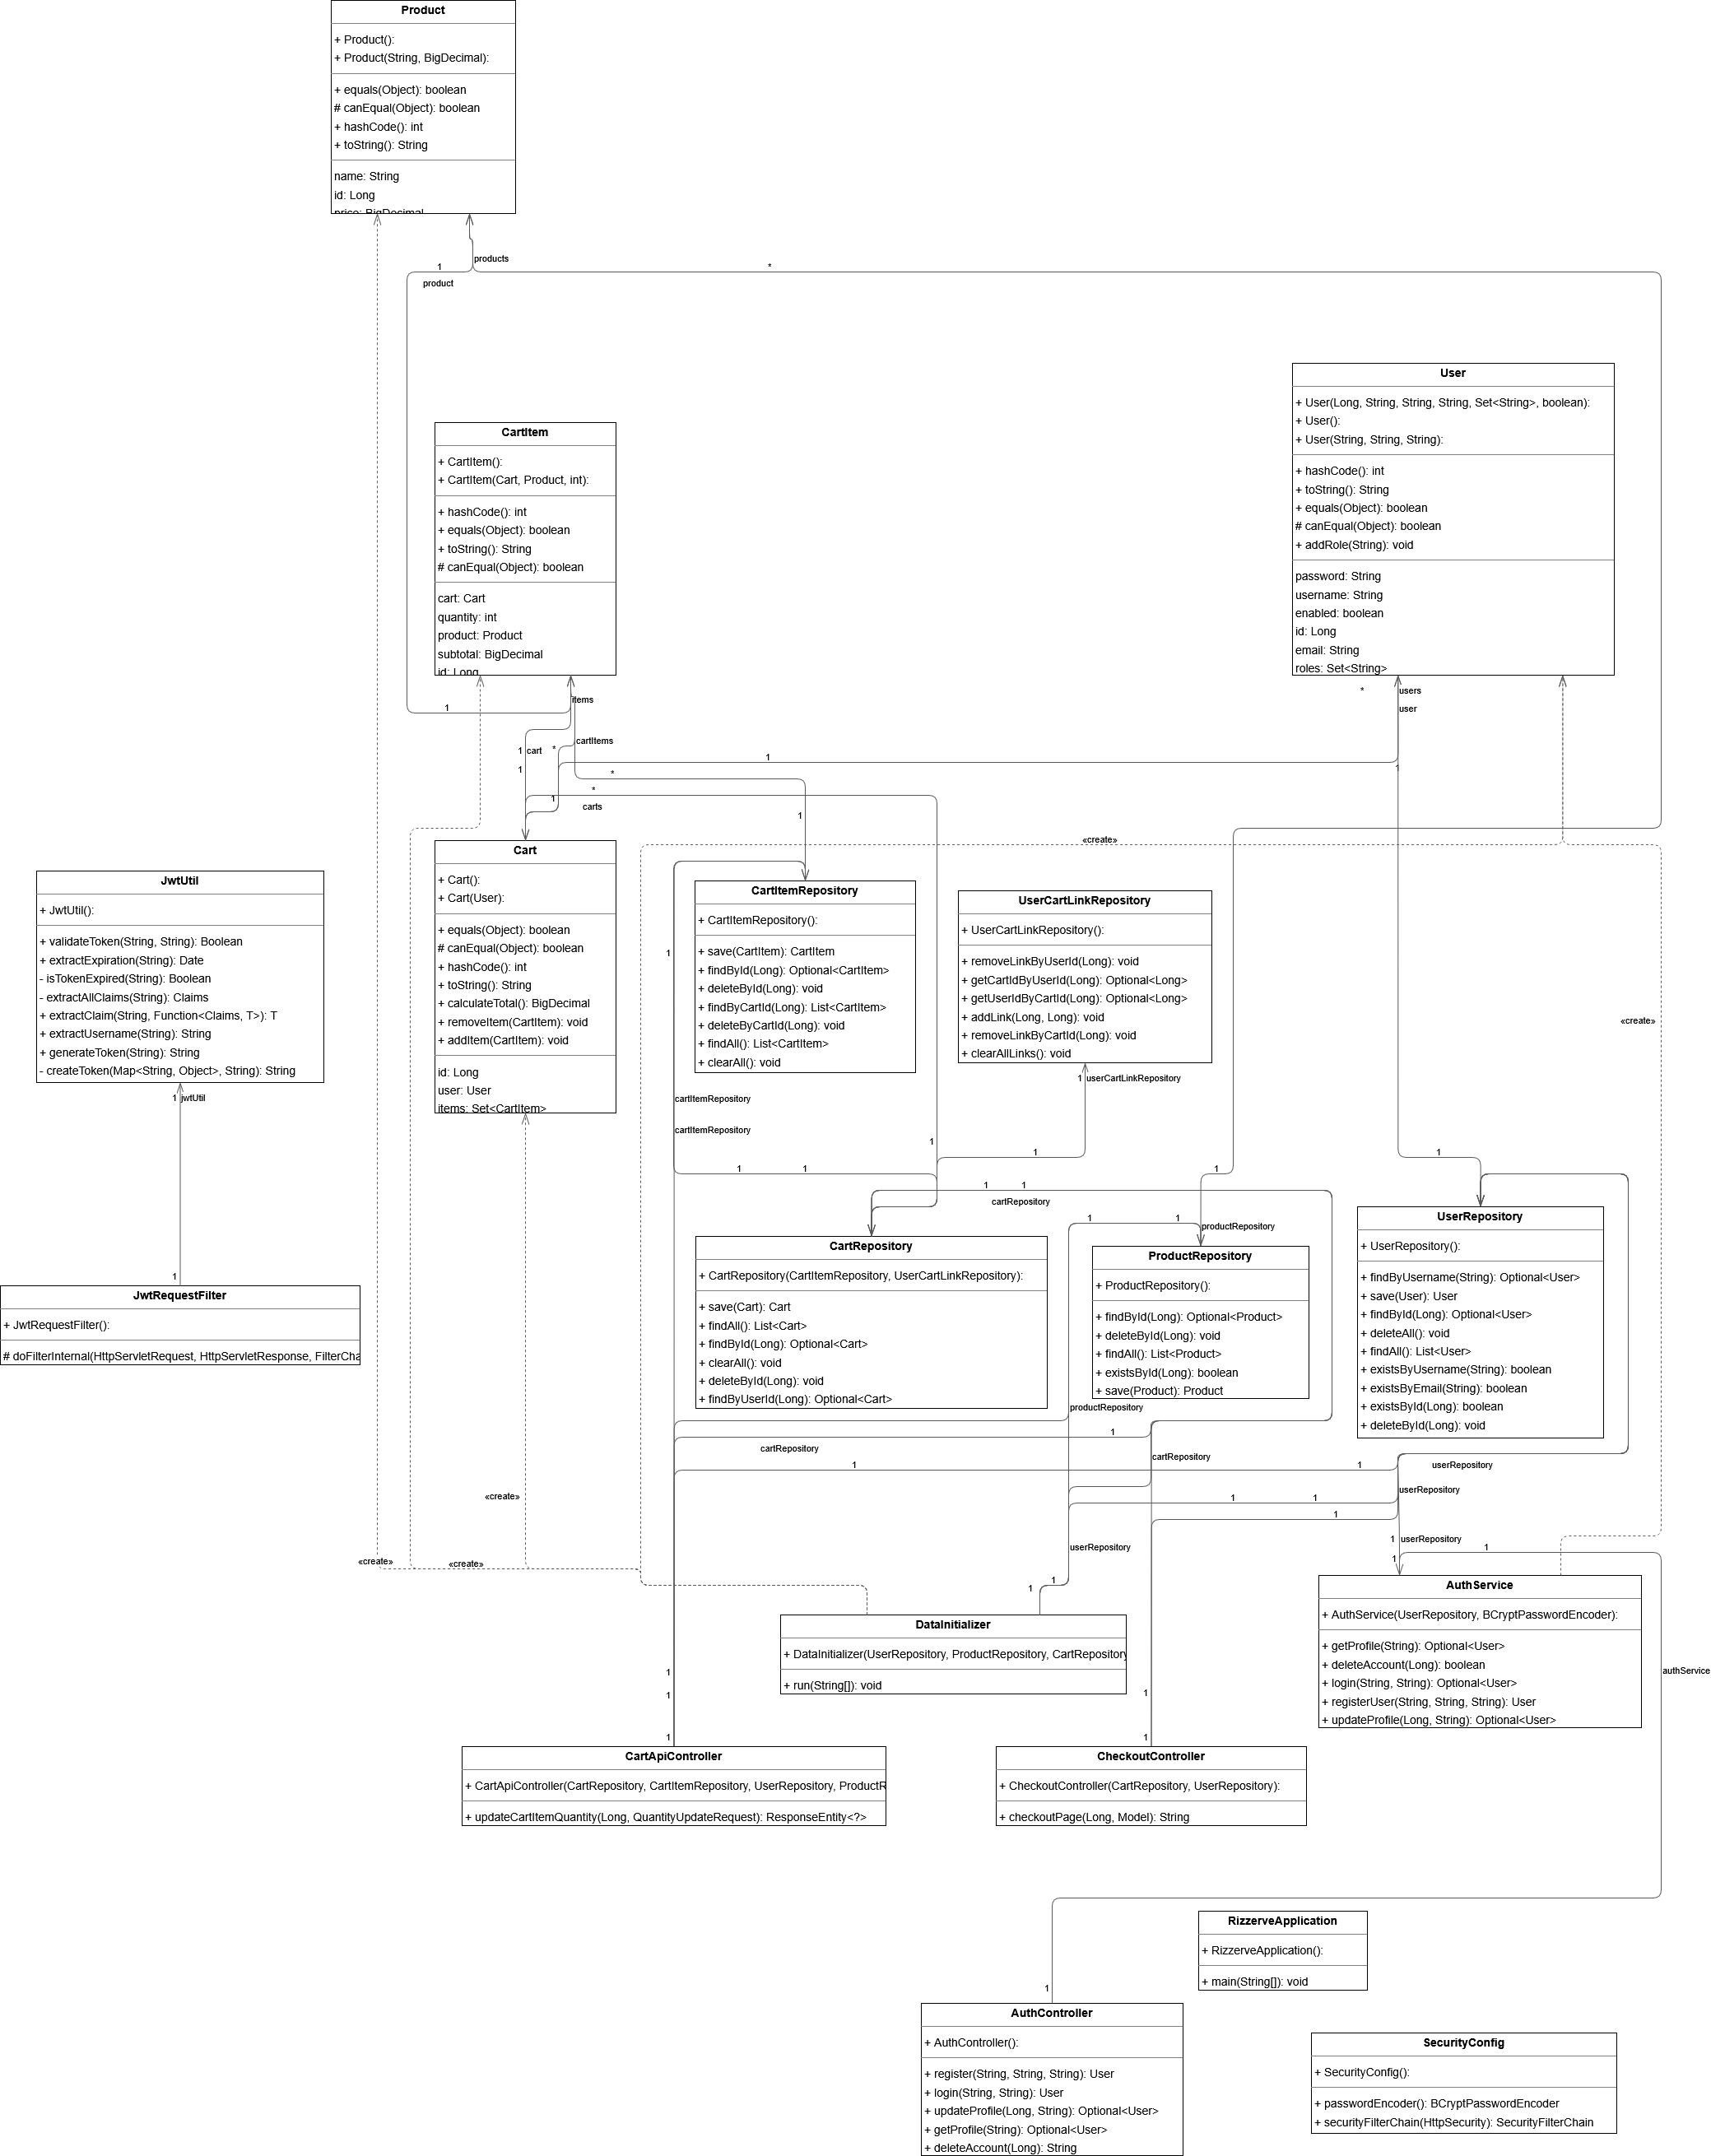 Product
+ Product():
+ Product(String, BigDecimal):
+ equals(Object): boolean
# canEqual(Object): boolean
+ hashCode(): int
+ toString(): String
name: String
id: Long
price: BigDecimal
products
1
*
product
User
+ User(Long, String, String, String, Set<String>, boolean):
+ User():
+ User(String, String, String):
+ hashCode(): int
+ toString(): String
+ equals(Object): boolean
# canEqual(Object): boolean
+ addRole(String): void
password: String
username: String
enabled: boolean
id: Long
email: String
roles: Set<String>
CartItem
+ CartItem():
+ CartItem(Cart, Product, int):
+ hashCode(): int
+ equals(Object): boolean
+ toString(): String
# canEqual(Object): boolean
cart: Cart
quantity: int
product: Product
subtotal: BigDecimal
id: Long
* users
items
1
user
cartItems
1 cart *
1
1
1
*
*
1
carts
1
«create»
Cart
+ Cart():
+ Cart(User):
+ equals(Object): boolean
# canEqual(Object): boolean
+ hashCode(): int
+ toString(): String
+ calculateTotal(): BigDecimal
+ removeItem(CartItem): void
+ addItem(CartItem): void
id: Long
user: User
items: Set<CartItem>
JwtUtil
+ JwtUtil():
+ validateToken(String, String): Boolean
+ extractExpiration(String): Date
- isTokenExpired(String): Boolean
- extractAllClaims(String): Claims
+ extractClaim(String, Function<Claims, T>): T
+ extractUsername(String): String
+ generateToken(String): String
- createToken(Map<String, Object>, String): String
CartItemRepository
+ CartItemRepository():
+ save(CartItem): CartItem
+ findById(Long): Optional<CartItem>
+ deleteById(Long): void
+ findByCartId(Long): List<CartItem>
+ deleteByCartId(Long): void
+ findAll(): List<CartItem>
+ clearAll(): void
UserCartLinkRepository
+ UserCartLinkRepository():
+ removeLinkByUserId(Long): void
+ getCartIdByUserId(Long): Optional<Long>
+ getUserIdByCartId(Long): Optional<Long>
+ addLink(Long, Long): void
+ removeLinkByCartId(Long): void
+ clearAllLinks(): void
1
«create»
1 userCartLinkRepository
1 jwtUtil
cartItemRepository
cartItemRepository
1
1
1
1 1
1
1 1
cartRepository
1 1
productRepository
1
JwtRequestFilter
+ JwtRequestFilter():
# doFilterInternal(HttpServletRequest, HttpServletResponse, FilterCha
CartRepository
+ CartRepository(CartItemRepository, UserCartLinkRepository):
+ save(Cart): Cart
+ findAll(): List<Cart>
+ findById(Long): Optional<Cart>
+ clearAll(): void
+ deleteById(Long): void
+ findByUserId(Long): Optional<Cart>
ProductRepository
+ ProductRepository():
+ findById(Long): Optional<Product>
+ deleteById(Long): void
+ findAll(): List<Product>
+ existsById(Long): boolean
+ save(Product): Product
UserRepository
+ UserRepository():
+ findByUsername(String): Optional<User>
+ save(User): User
+ findById(Long): Optional<User>
+ deleteAll(): void
+ findAll(): List<User>
+ existsByUsername(String): boolean
+ existsByEmail(String): boolean
+ existsById(Long): boolean
+ deleteById(Long): void
productRepository
1
cartRepository
cartRepository
1 1
userRepository
userRepository
«create»
1 1
1
1 userRepository
userRepository
1
1
«create»
«create»
1
1
DataInitializer
+ DataInitializer(UserRepository, ProductRepository, CartRepository
+ run(String[]): void
AuthService
+ AuthService(UserRepository, BCryptPasswordEncoder):
+ getProfile(String): Optional<User>
+ deleteAccount(Long): boolean
+ login(String, String): Optional<User>
+ registerUser(String, String, String): User
+ updateProfile(Long, String): Optional<User>
authService
1
1
1
1
1
CartApiController
+ CartApiController(CartRepository, CartItemRepository, UserRepository, ProductR
+ updateCartItemQuantity(Long, QuantityUpdateRequest): ResponseEntity<?>
CheckoutController
+ CheckoutController(CartRepository, UserRepository):
+ checkoutPage(Long, Model): String
RizzerveApplication
+ RizzerveApplication():
+ main(String[]): void
1
AuthController
+ AuthController():
+ register(String, String, String): User
+ login(String, String): User
+ updateProfile(Long, String): Optional<User>
+ getProfile(String): Optional<User>
+ deleteAccount(Long): String
SecurityConfig
+ SecurityConfig():
+ passwordEncoder(): BCryptPasswordEncoder
+ securityFilterChain(HttpSecurity): SecurityFilterChain